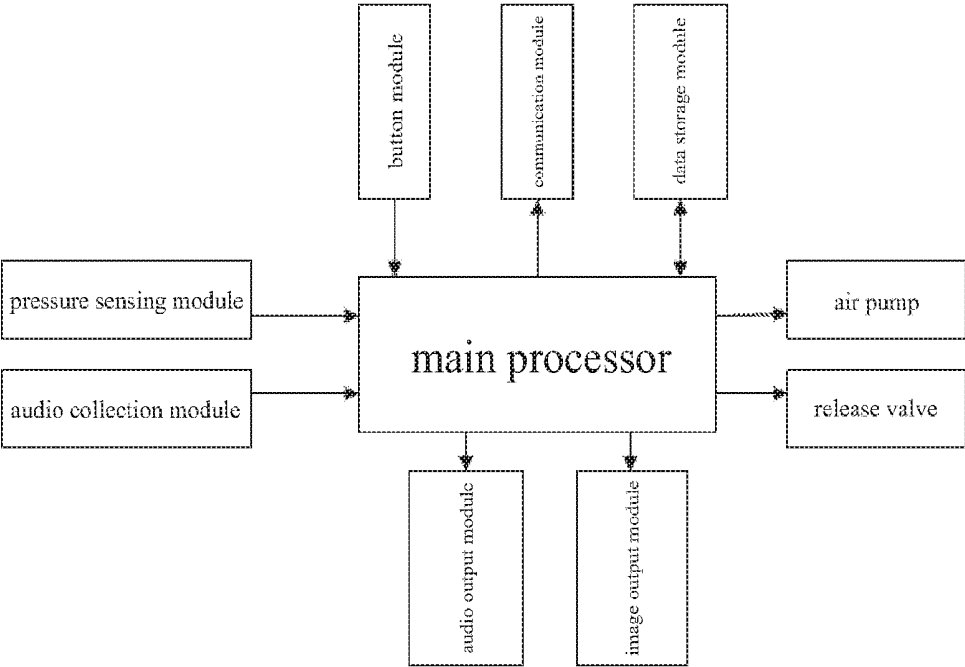 button module
communication module
data storage module
pressure sensing module
air pump
main processor
audio collection module
release valve
audio output module
image output module